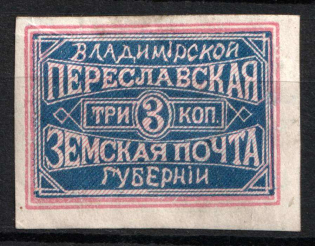 ВЛАДИМІРСКОЙ
ПЕРЕСЛАВСКАЯ
ТРИ 3 КОП.
ЗЕМСКАЯ ПОЧТА
ГУБЕРНІИ